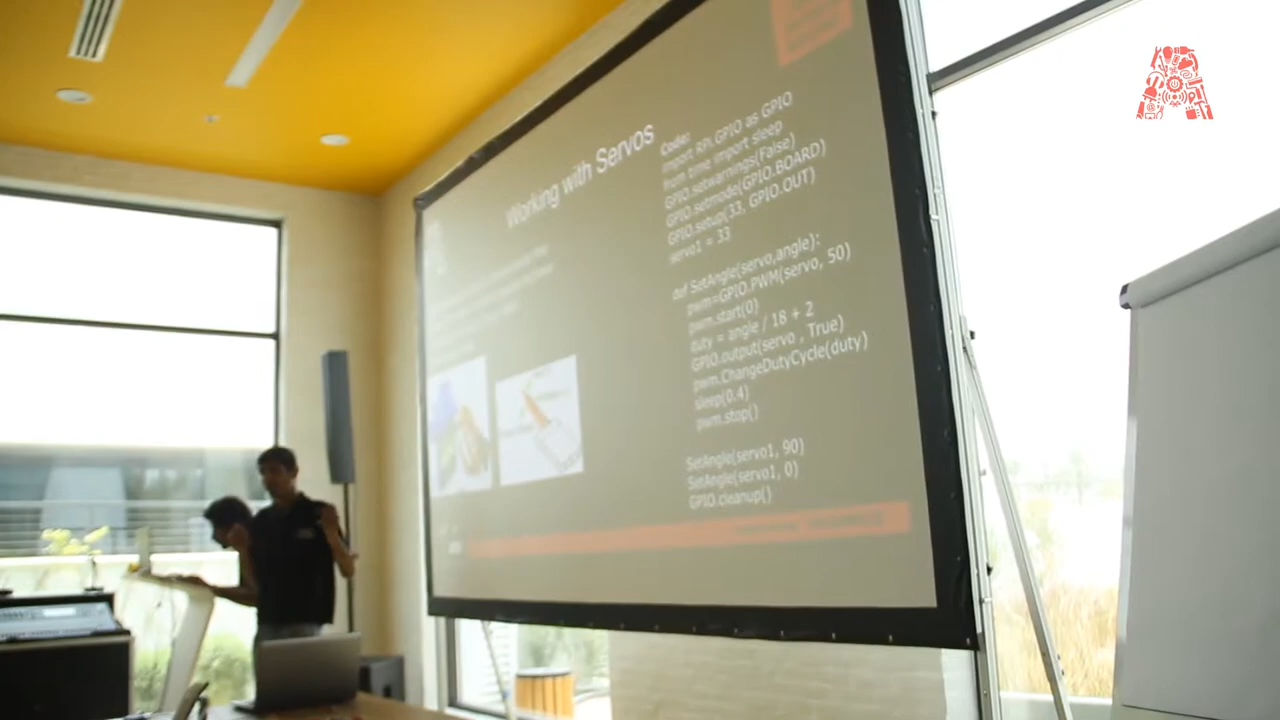 Working with Servos
Code:
import RPi.GPIO as GPIO
from time import sleep
GPIO.setwarnings(False)
GPIO.setmode(GPIO.BOARD)
GPIO.setup(33, GPIO.OUT)
servo1 = 33
def SetAngle(servo,angle):
pwm=GPIO.PWM(servo, 50)
pwm.start(0)
duty = angle / 18 + 2
GPIO.output(servo , True)
pwm.ChangeDutyCycle(duty)
sleep(0.4)
pwm.stop()
SetAngle(servo1, 90)
SetAngle(servo1, 0)
GPIO.cleanup()